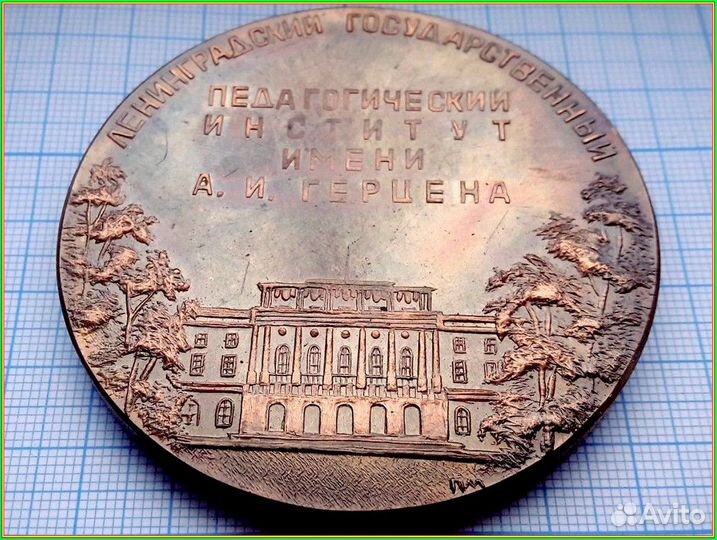 ЛЕНИНГРАДСКИЙ ГОСУДАРСТВЕННЫЙ
ПЕДАГОГИЧЕСКИЙ
ИНСТИТУТ
ИМЕНИ
А. И. ГЕРЦЕНА
Avito